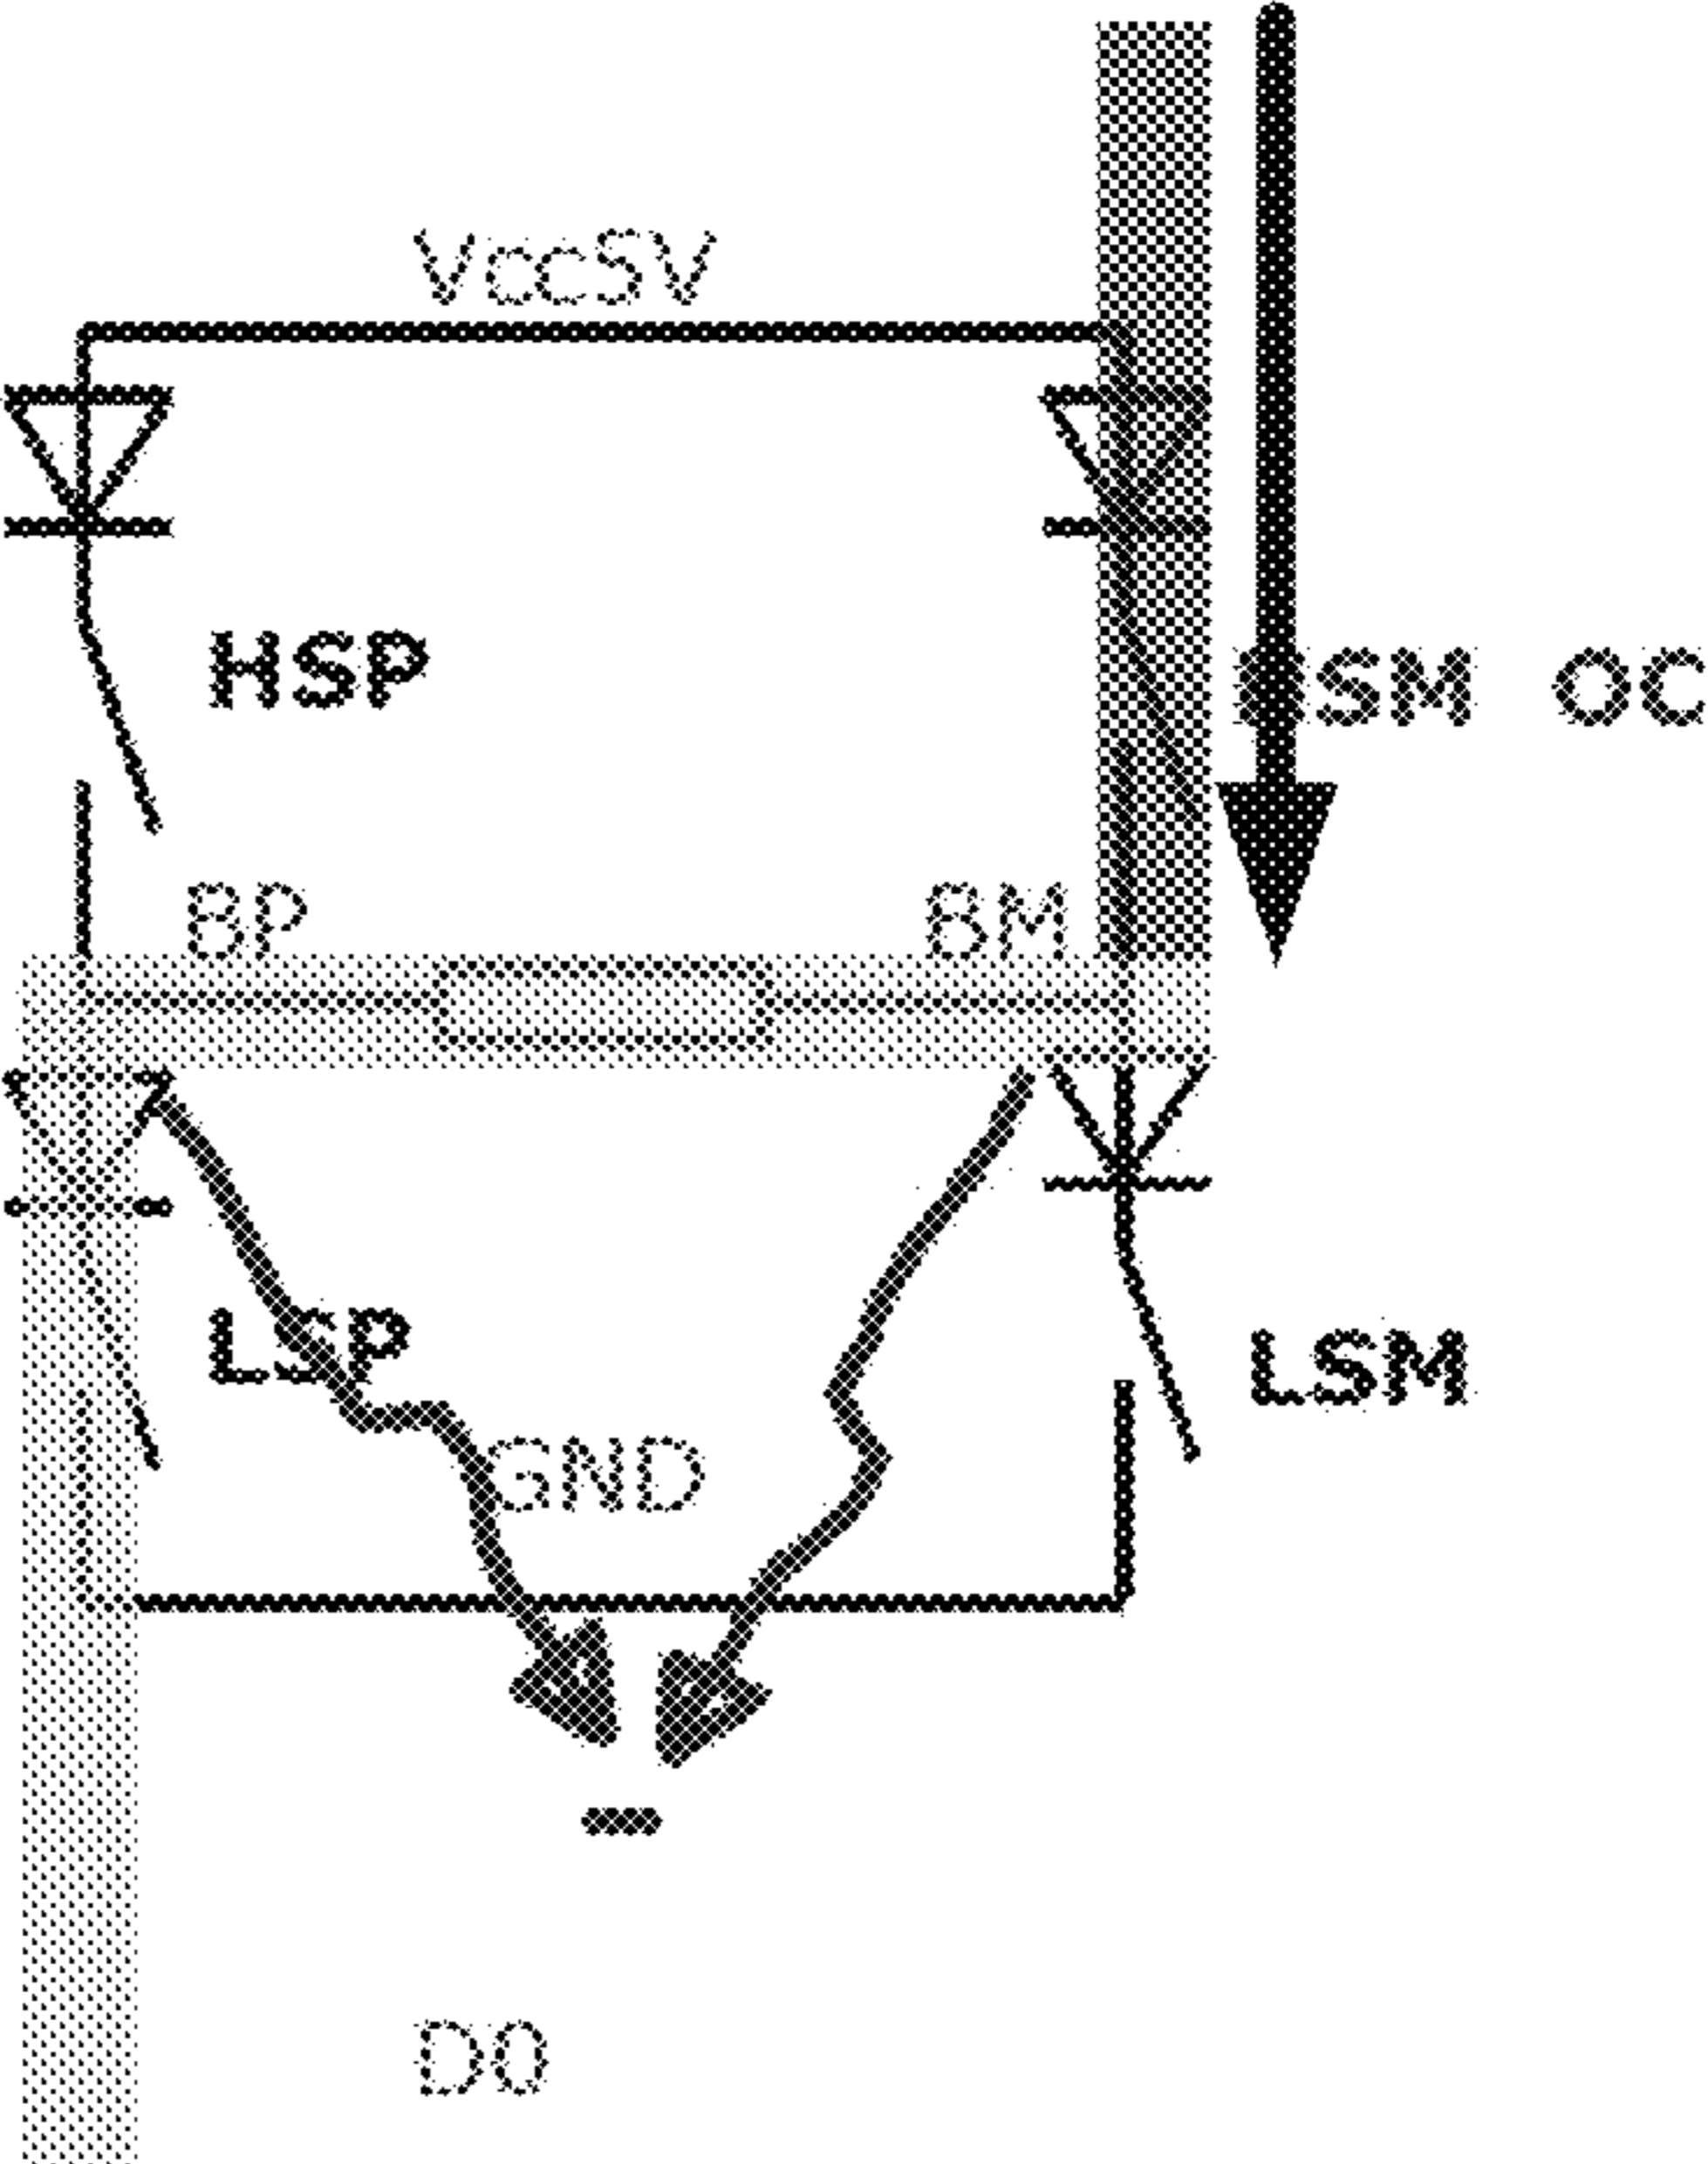 VccSV
HSP
SM OC
BP
BM
LSP
LSM
GND
D0